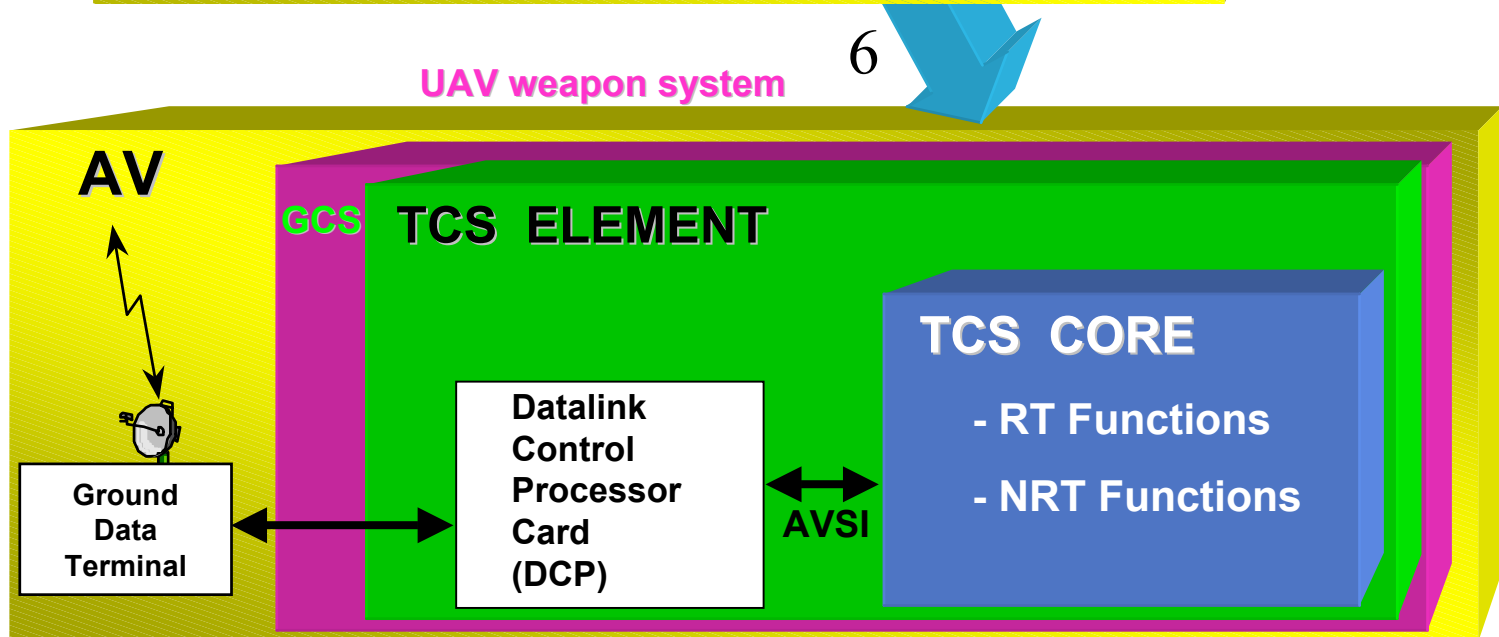 6
UAV weapon system
AV
GCS
TCS ELEMENT
TCS CORE
- RT Functions
- NRT Functions
Datalink
Control
Processor
Card
(DCP)
AVSI
Ground
Data
Terminal